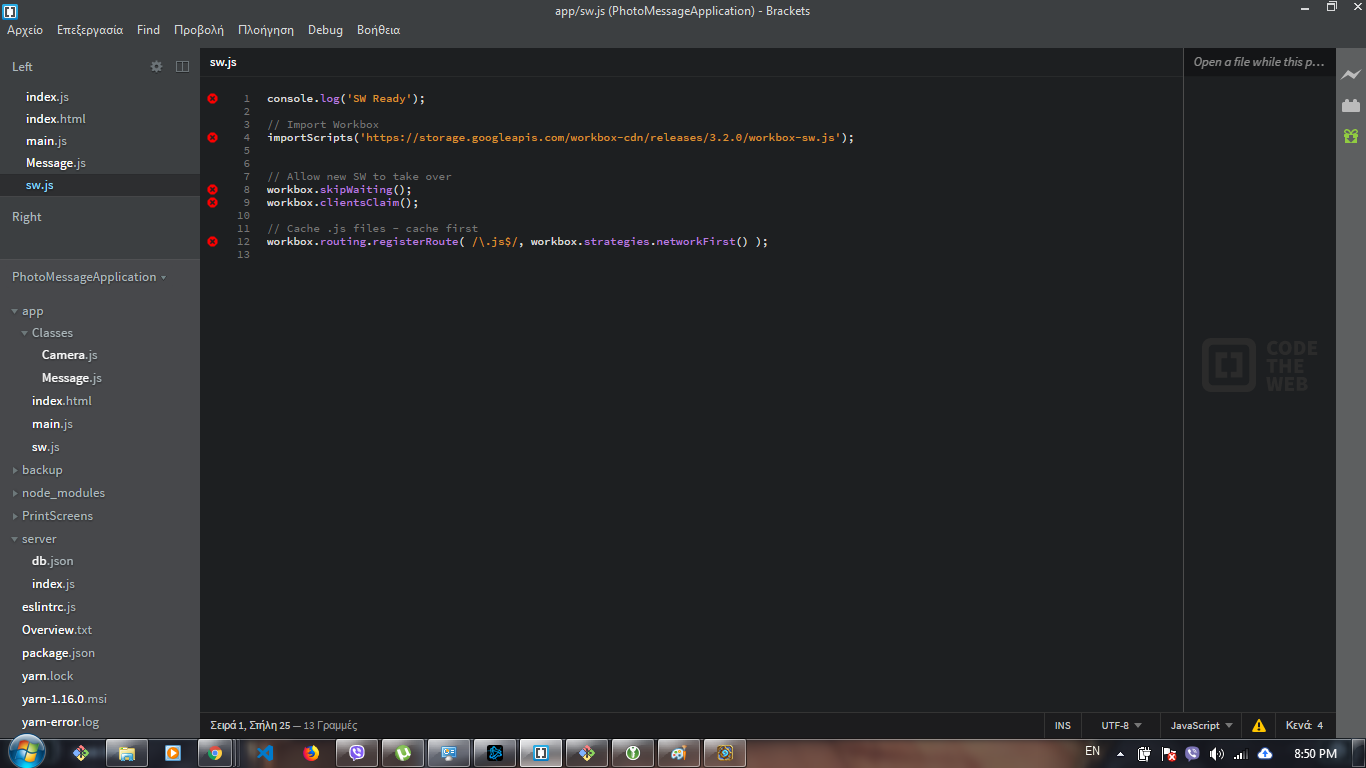 app/sw.js (PhotoMessageApplication) - Brackets
Αρχείο Επεξεργασία Find Προβολή Πλοήγηση Debug Βοήθεια
Left
index.js
index.html
main.js
Message.js
sw.js
Right
PhotoMessageApplication
app
Classes
Camera.js
Message.js
index.html
main.js
sw.js
backup
node_modules
PrintScreens
server
db.json
index.js
eslintrc.js
Overview.txt
package.json
yarn.lock
yarn-1.16.0.msi
yarn-error.log
sw.js
1 console.log('SW Ready');
2
3 // Import Workbox
4 importScripts('https://storage.googleapis.com/workbox-cdn/releases/3.2.0/workbox-sw.js');
5
6
7 // Allow new SW to take over
8 workbox.skipWaiting();
9 workbox.clientsClaim();
10
11 // Cache .js files - cache first
12 workbox.routing.registerRoute( /\.js$/, workbox.strategies.networkFirst() );
13
Open a file while this p...
CODE
THE
WEB
Σειρά 1, Στήλη 25 — 13 Γραμμές
INS UTF-8 JavaScript Κενά: 4
EN 8:50 PM